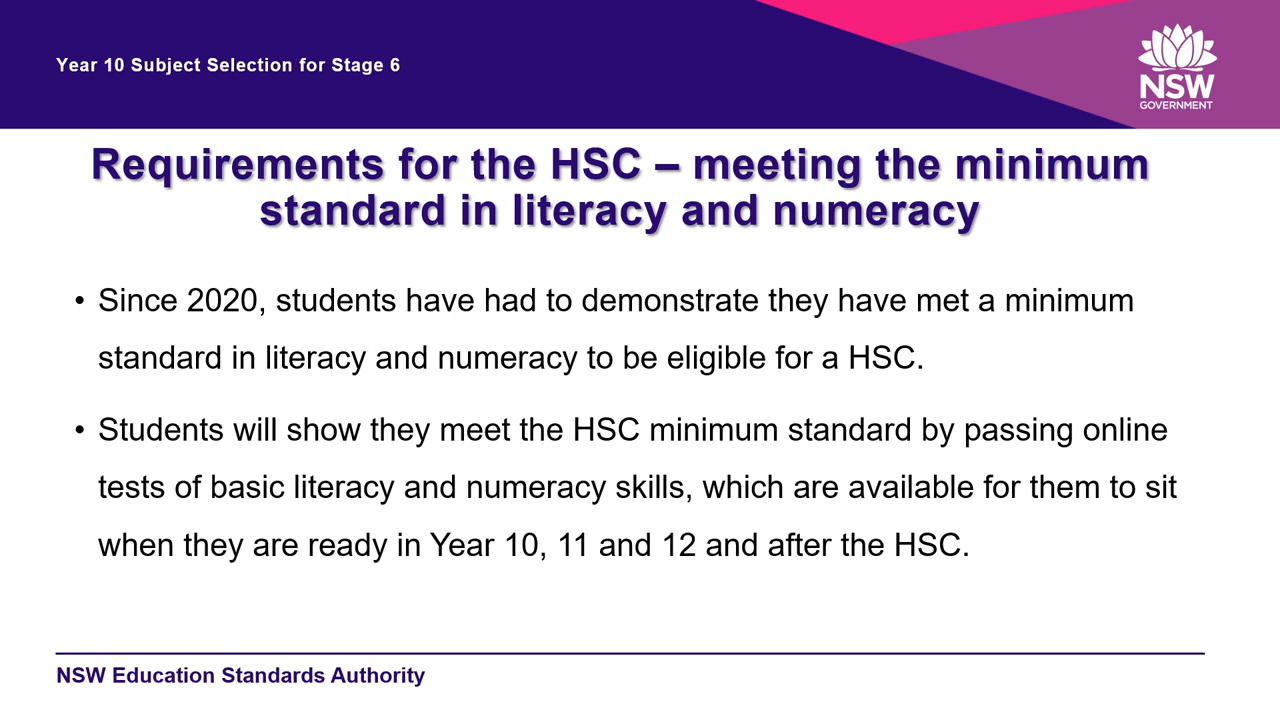 Year 10 Subject Selection for Stage 6
NSW
GOVERNMENT
Requirements for the HSC – meeting the minimum
standard in literacy and numeracy
• Since 2020, students have had to demonstrate they have met a minimum
standard in literacy and numeracy to be eligible for a HSC.
• Students will show they meet the HSC minimum standard by passing online
tests of basic literacy and numeracy skills, which are available for them to sit
when they are ready in Year 10, 11 and 12 and after the HSC.
NSW Education Standards Authority